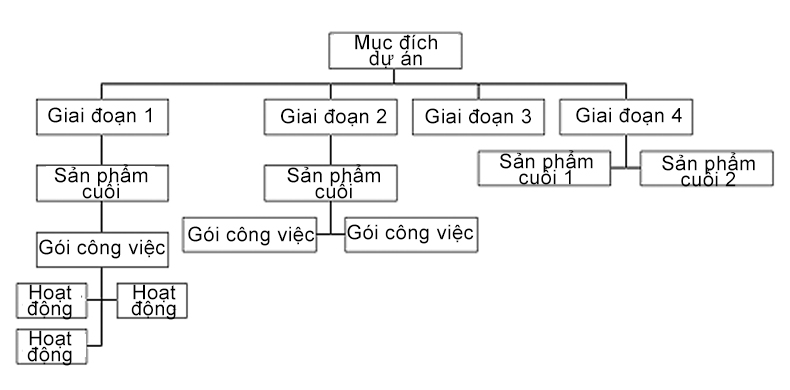 Mục đích
dự án
Giai đoạn 1
Giai đoạn 2
Giai đoạn 3
Giai đoạn 4
Sản phẩm
cuối
Sản phẩm
cuối
Sản phẩm
cuối 1
Sản phẩm
cuối 2
Gói công việc
Gói công việc
Gói công việc
Hoạt
động
Hoạt
động
Hoạt
động